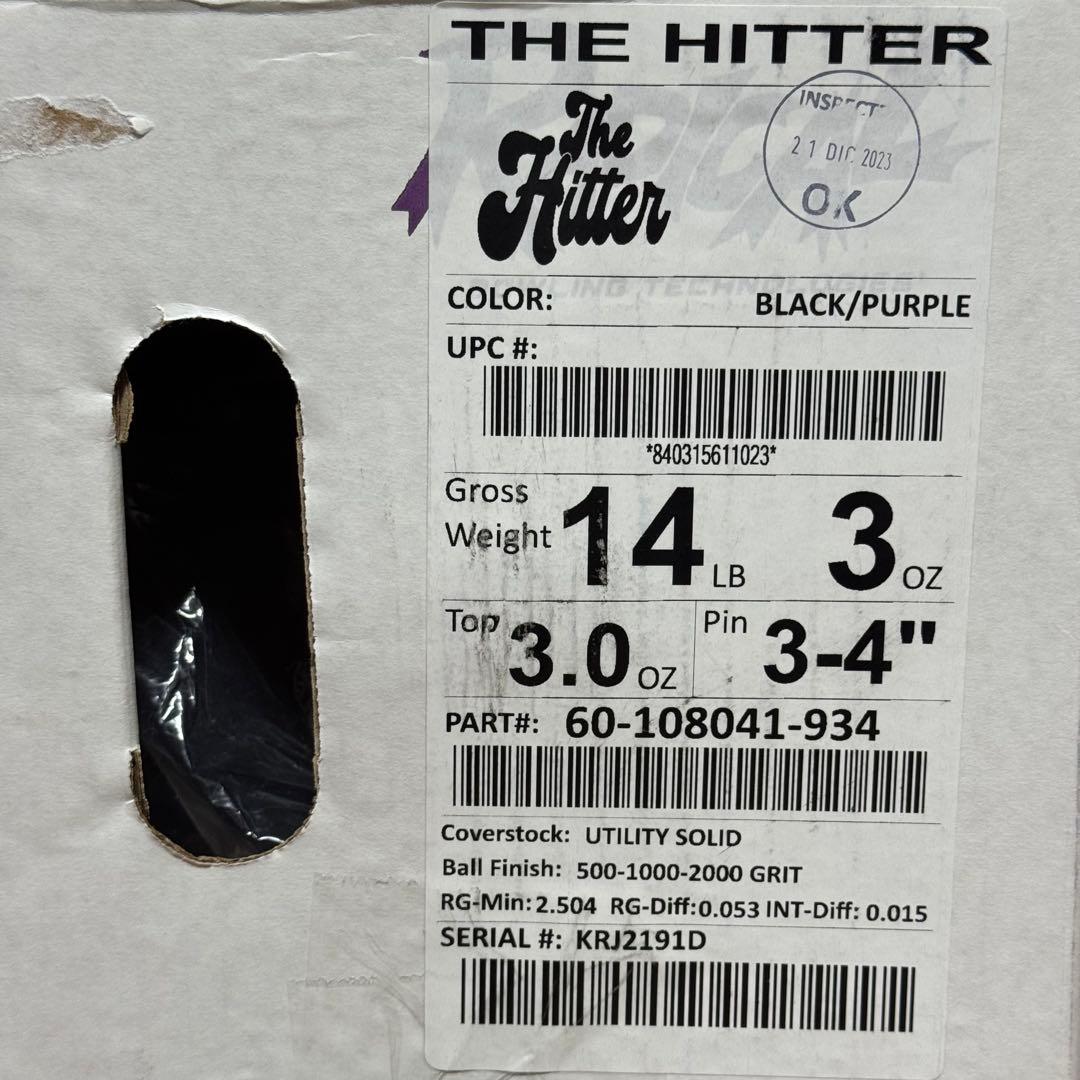 THE HITTER
The
Hitter
INSPECT
21 DIC 2023
OK
COLOR: BLACK/PURPLE
UPC #:
*840315611023*
Gross
Weight 14 LB 3 OZ
Top 3.0 OZ Pin 3-4"
PART#: 60-108041-934
Coverstock: UTILITY SOLID
Ball Finish: 500-1000-2000 GRIT
RG-Min: 2.504 RG-Diff: 0.053 INT-Diff: 0.015
SERIAL #: KRJ2191D